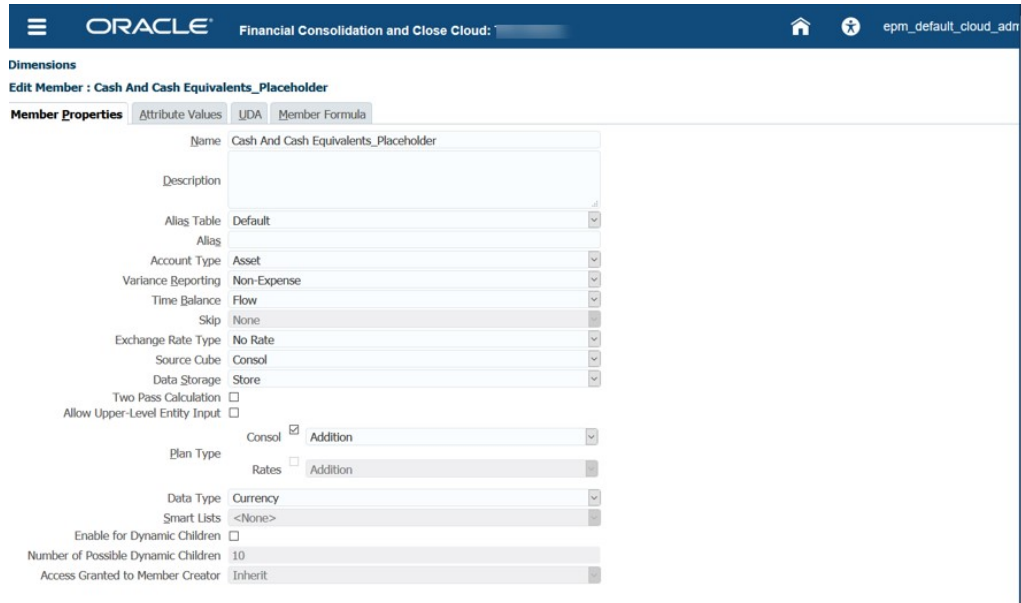 ORACLE® Financial Consolidation and Close Cloud: epm_default_cloud_adm
Dimensions
Edit Member : Cash And Cash Equivalents_Placeholder
Member Properties Attribute Values UDA Member Formula
Name Cash And Cash Equivalents_Placeholder
Description
Alias Table Default
Alias
Account Type Asset
Variance Reporting Non-Expense
Time Balance Flow
Skip None
Exchange Rate Type No Rate
Source Cube Consol
Data Storage Store
Two Pass Calculation
Allow Upper-Level Entity Input
Consol Addition
Plan Type
Rates Addition
Data Type Currency
Smart Lists <None>
Enable for Dynamic Children
Number of Possible Dynamic Children 10
Access Granted to Member Creator Inherit